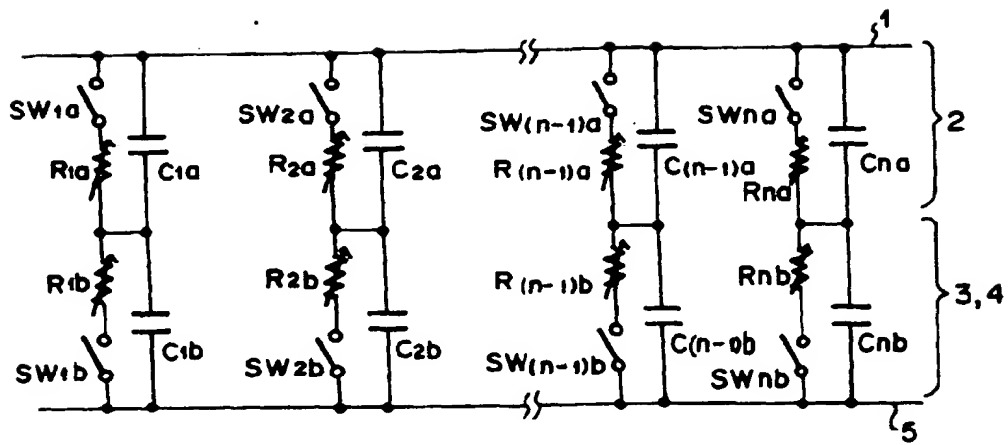 1
SW1a
SW2a
SW(n-1)a
SWna
2
R1a
C1a
R2a
C2a
R(n-1)a
C(n-1)a
Rna
Cna
R1b
R2b
R(n-1)b
Rnb
3,4
C1b
C2b
C(n-1)b
Cnb
SW1b
SW2b
SW(n-1)b
SWnb
5